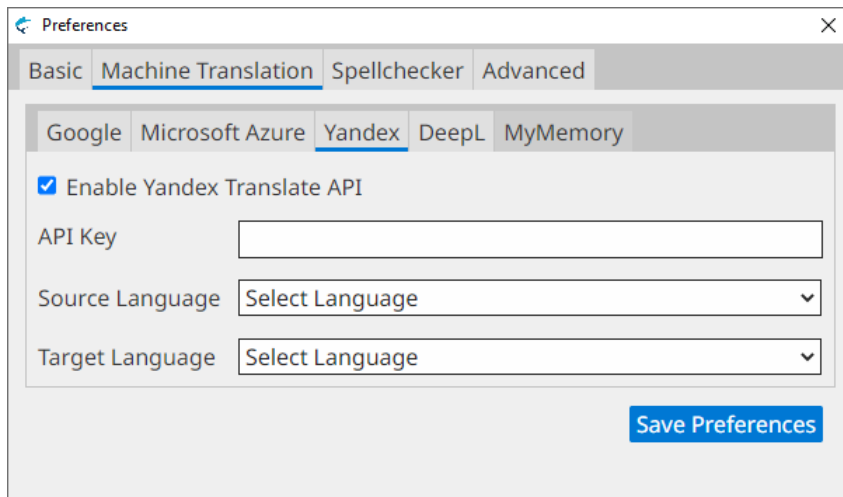 Preferences
Basic Machine Translation Spellchecker Advanced
Google Microsoft Azure Yandex DeepL MyMemory
Enable Yandex Translate API
API Key
Source Language Select Language
Target Language Select Language
Save Preferences